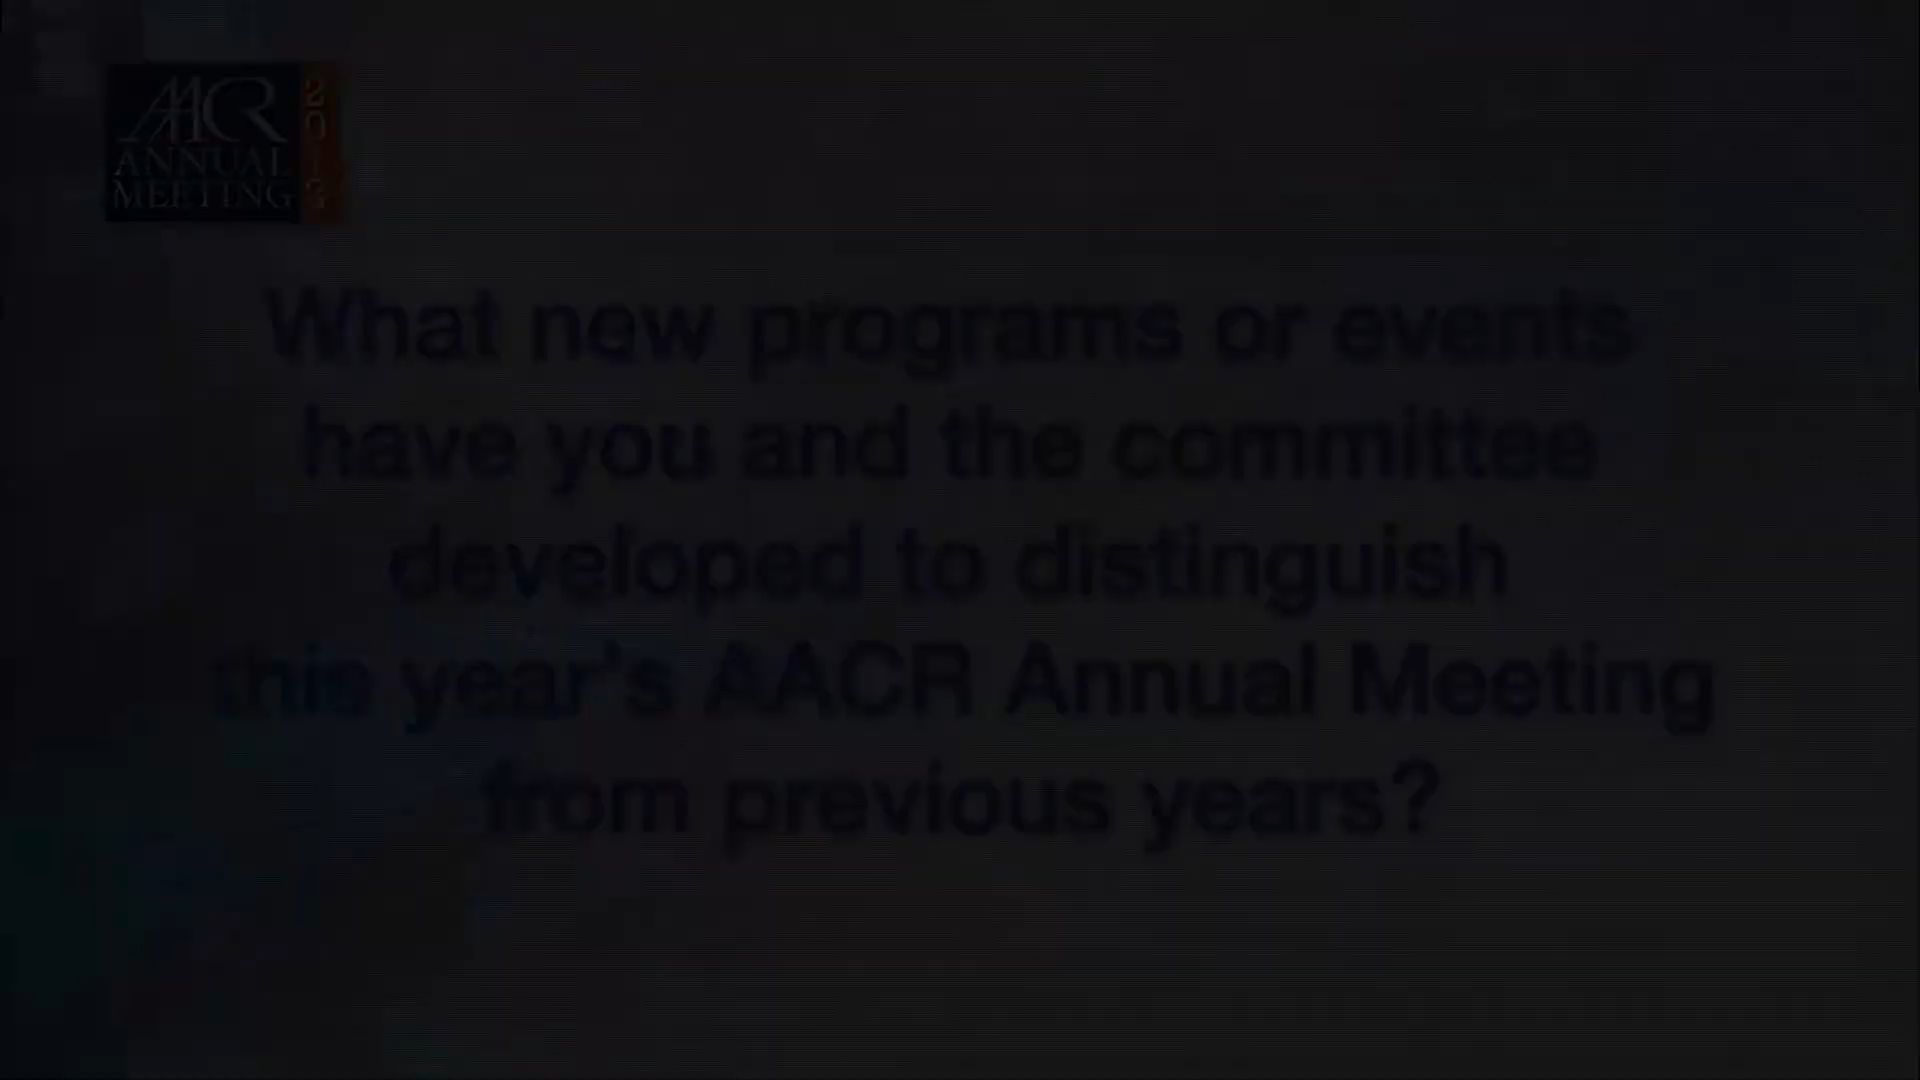 AACR
ANNUAL
MEETING
2013
What new programs or events
have you and the committee
developed to distinguish
this year's AACR Annual Meeting
from previous years?